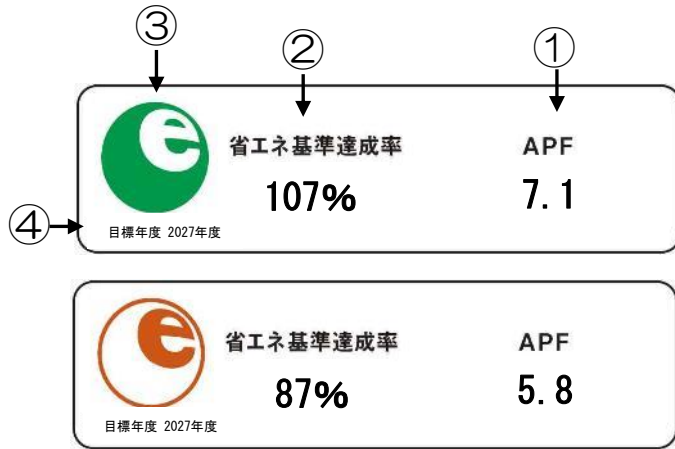 ③
②
①
e
省エネ基準達成率
APF
107%
7.1
④
目標年度 2027年度
e
省エネ基準達成率
APF
87%
5.8
目標年度 2027年度